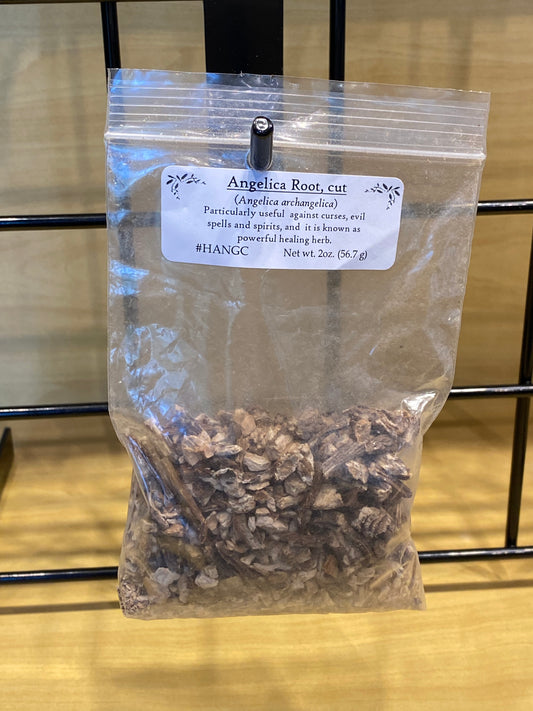 Angelica Root, cut
(Angelica archangelica)
Particularly useful against curses, evil
spells and spirits, and it is known as
powerful healing herb.
#HANGC Net wt. 2oz. (56.7 g)